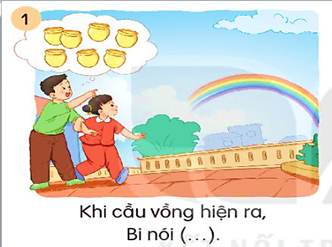 1
Khi cầu vồng hiện ra,
Bi nói (...).